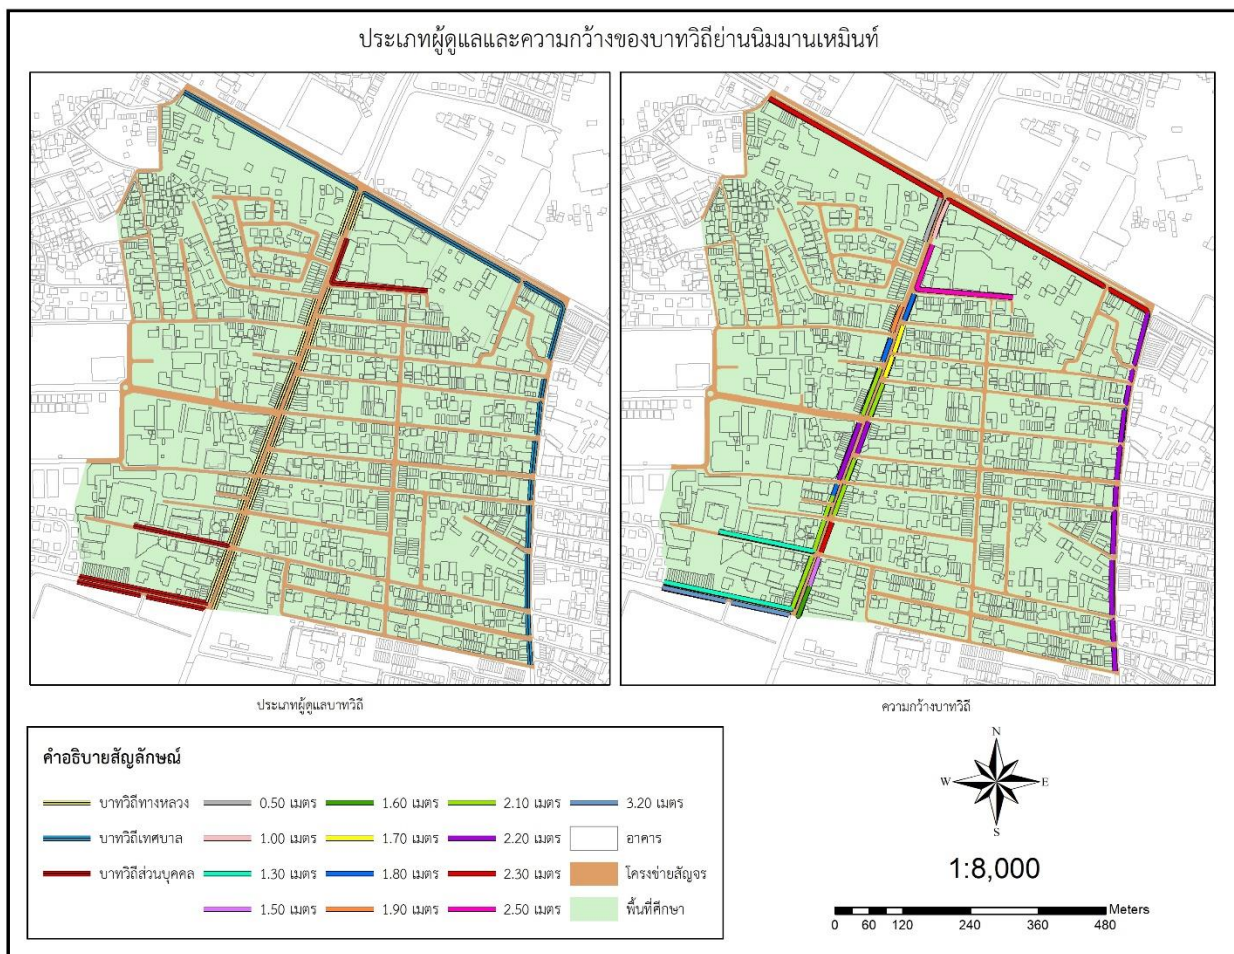 ประเภทผู้ดูแลและความกว้างของบาทวิถีย่านนิมมานเหมินท์
ประเภทผู้ดูแลบาทวิถี
ความกว้างบาทวิถี
คำอธิบายสัญลักษณ์
บาทวิถีทางหลวง 0.50 เมตร 1.60 เมตร 2.10 เมตร 3.20 เมตร
บาทวิถีเทศบาล 1.00 เมตร 1.70 เมตร 2.20 เมตร อาคาร
บาทวิถีส่วนบุคคล 1.30 เมตร 1.80 เมตร 2.30 เมตร โครงข่ายสัญจร
1.50 เมตร 1.90 เมตร 2.50 เมตร พื้นที่ศึกษา
N
W E
S
1:8,000
Meters
0 60 120 240 360 480